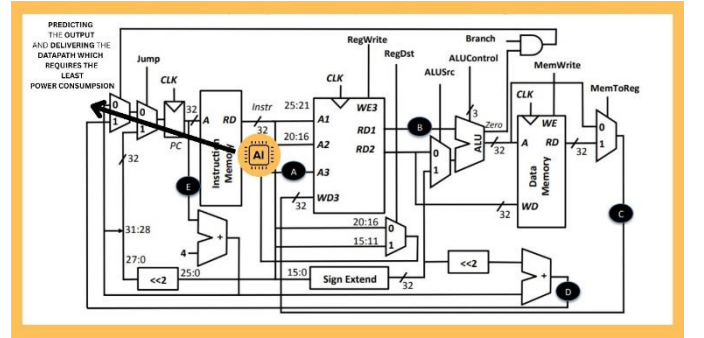 PREDICTING
THE OUTPUT
AND DELIVERING THE
DATAPATH WHICH
REQUIRES THE
LEAST
POWER CONSUMPSION
Jump
CLK
RegWrite
RegDst
CLK
Branch
ALUControl
ALUSrc
MemWrite
CLK
MemToReg
0
1
0
1
32
A
RD
PC
Instruction
Memory
Instr
32
25:21
20:16
AI
A
A1
A2
A3
WD3
32
WE3
RD1
RD2
B
3
0
1
ALU
Zero
32
A
RD
WE
Data
Memory
WD
32
32
0
1
C
32
E
+
4
31:28
27:0
<<2
25:0
20:16
15:11
0
1
15:0
Sign Extend
32
<<2
+
D